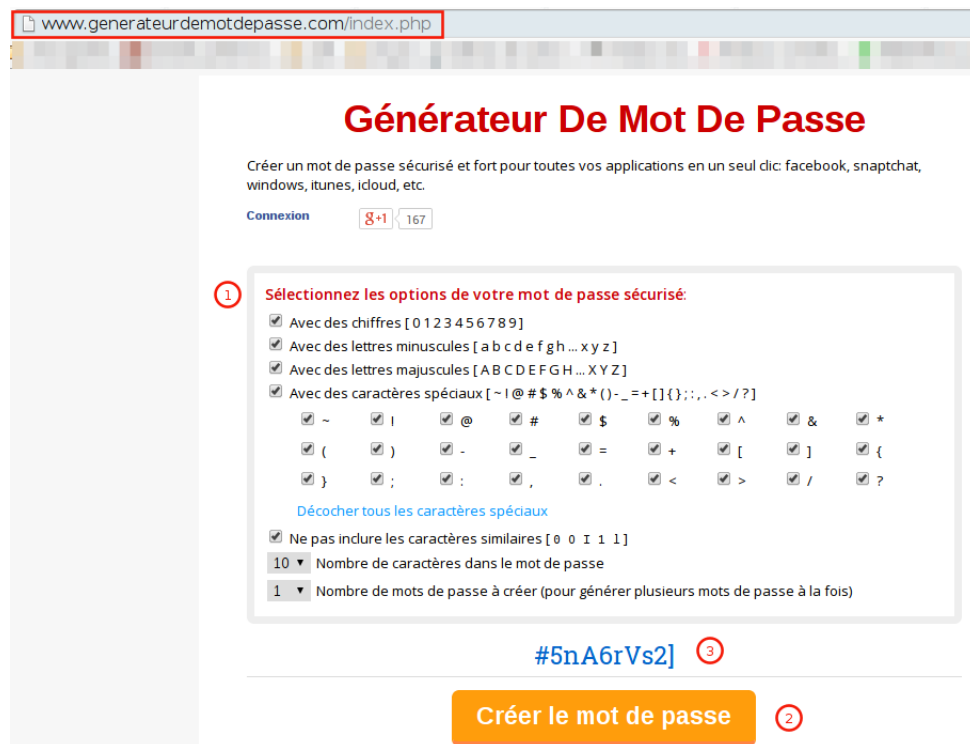 www.generateurdemotdepasse.com/index.php
Générateur De Mot De Passe
Créer un mot de passe sécurisé et fort pour toutes vos applications en un seul clic: facebook, snaptchat,
windows, itunes, icloud, etc.
Connexion g+1 167
1 Sélectionnez les options de votre mot de passe sécurisé:
Avec des chiffres [ 0 1 2 3 4 5 6 7 8 9 ]
Avec des lettres minuscules [ a b c d e f g h ... x y z ]
Avec des lettres majuscules [ A B C D E F G H ... X Y Z ]
Avec des caractères spéciaux [ ~ ! @ # $ % ^ & * ( ) - _ = + [ ] { } ; : , . < > / ? ]
~ ! @ # $ % ^ & *
( ) - _ = + [ ] {
} ; : , . < > / ?
Décocher tous les caractères spéciaux
Ne pas inclure les caractères similaires [ 0 O I 1 l ]
10 ▼ Nombre de caractères dans le mot de passe
1 ▼ Nombre de mots de passe à créer (pour générer plusieurs mots de passe à la fois)
#5nA6rVs2] 3
Créer le mot de passe 2